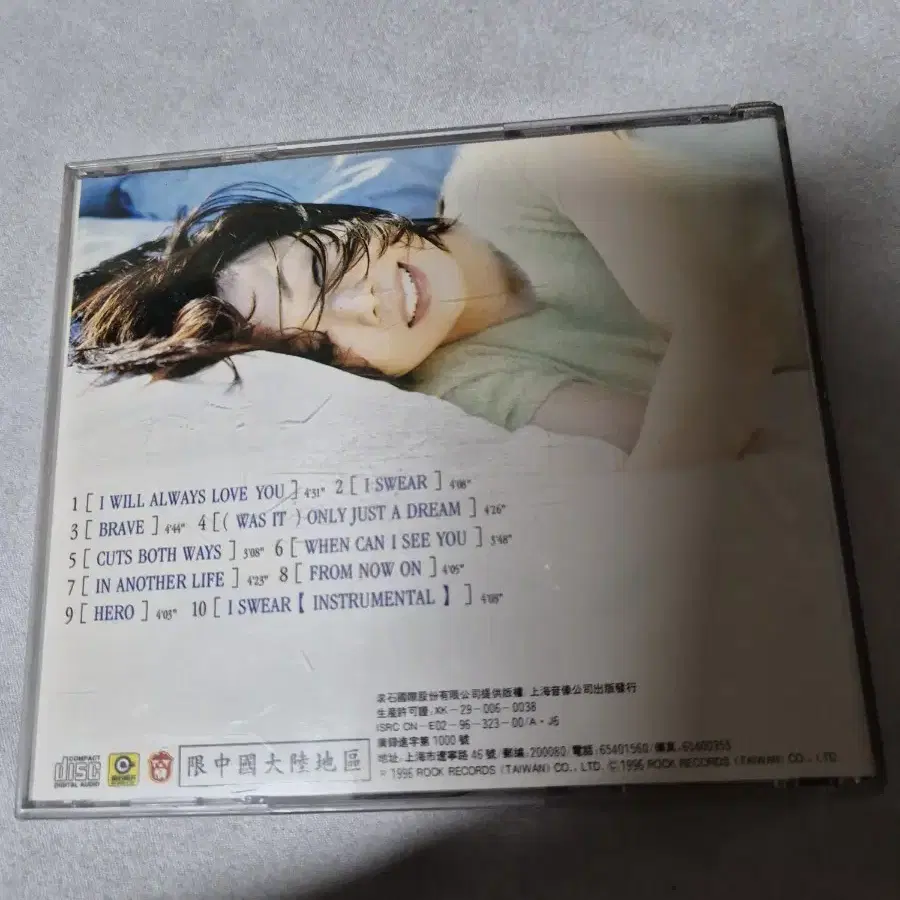 1 [ I WILL ALWAYS LOVE YOU ] 4'31" 2 [ I SWEAR ] 4'08"
3 [ BRAVE ] 4'44" 4 [ ( WAS IT ) ONLY JUST A DREAM ] 4'26"
5 [ CUTS BOTH WAYS ] 3'08" 6 [ WHEN CAN I SEE YOU ] 3'48"
7 [ IN ANOTHER LIFE ] 4'23" 8 [ FROM NOW ON ] 4'05"
9 [ HERO ] 4'03" 10 [ I SWEAR【 INSTRUMENTAL 】 ] 4'08"
滾石國際股份有限公司提供版權 上海音像公司出版發行
生產許可證:XK-29-006-0038
ISRC CN-E02-96-323-00/A·J6
進字第 1000 號
地址:上海市遼寧路 46 號/郵編:200080/電話:65401560/傳真:65400355
℗ 1996 ROCK RECORDS (TAIWAN) CO., LTD. © 1996 ROCK RECORDS (TAIWAN) CO., LTD
COMPACT
disc
DIGITAL AUDIO
限中國大陸地區